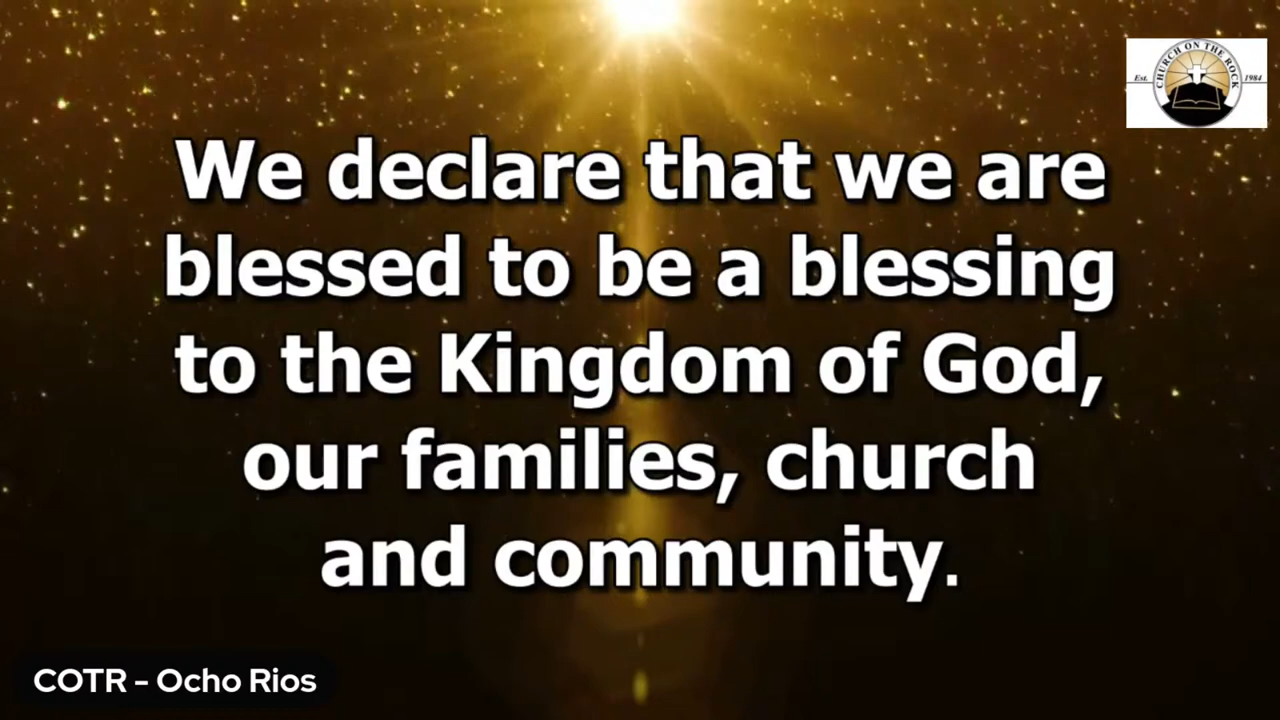 CHURCH ON THE ROCK
Est. 1984
We declare that we are
blessed to be a blessing
to the Kingdom of God,
our families, church
and community.
COTR - Ocho Rios